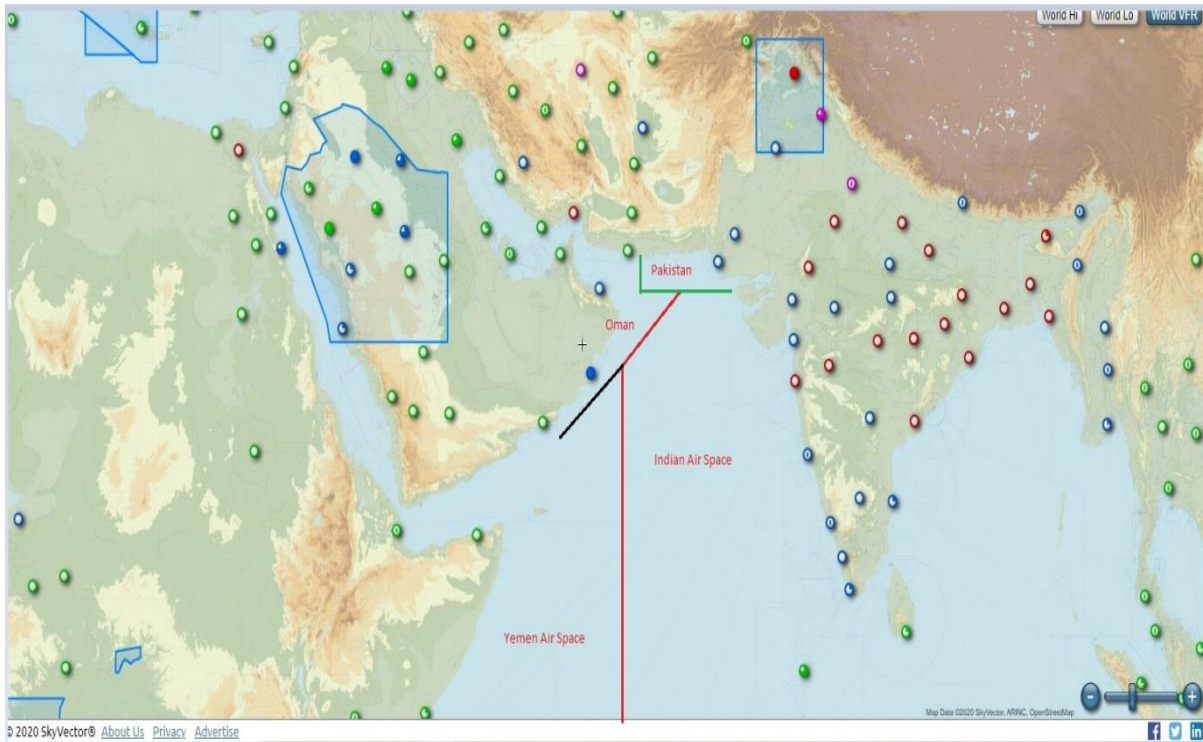 World Hi
World Lo
World VFR
Pakistan
Oman
Indian Air Space
Yemen Air Space
Map Data ©2020 SkyVector, ARINC, OpenStreetMap
© 2020 SkyVector® About Us Privacy Advertise